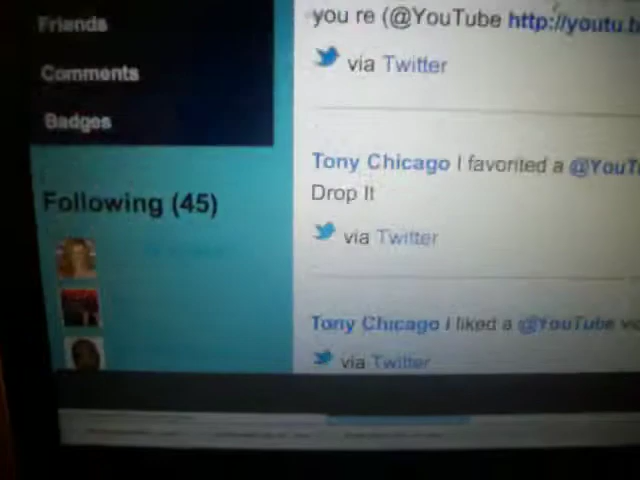 Friends
Comments
Badges
Following (45)
you re (@YouTube http://youtu.b
via Twitter
Tony Chicago I favorited a @YouT
Drop It
via Twitter
Tony Chicago I liked a @YouTube
via Twitter